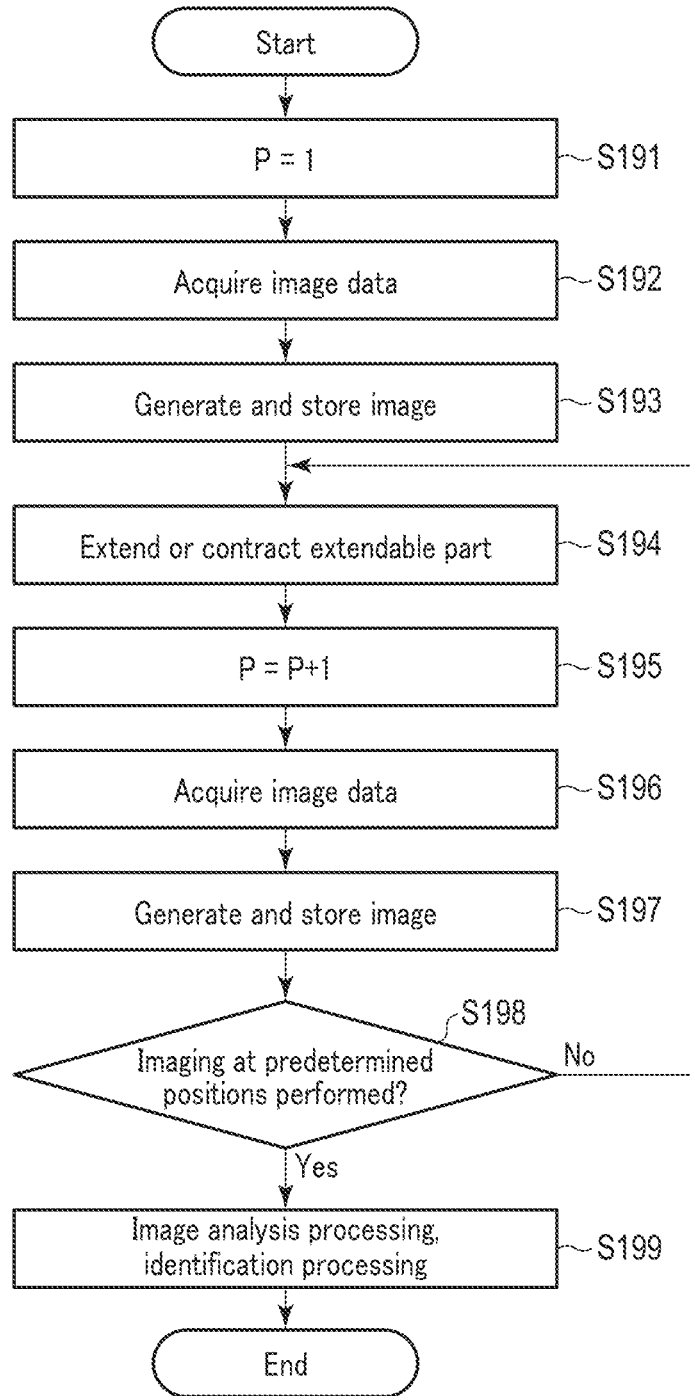 Start
P = 1
S191
Acquire image data
S192
Generate and store image
S193
Extend or contract extendable part
S194
P = P+1
S195
Acquire image data
S196
Generate and store image
S197
S198
Imaging at predetermined
positions performed?
No
Yes
Image analysis processing,
identification processing
S199
End